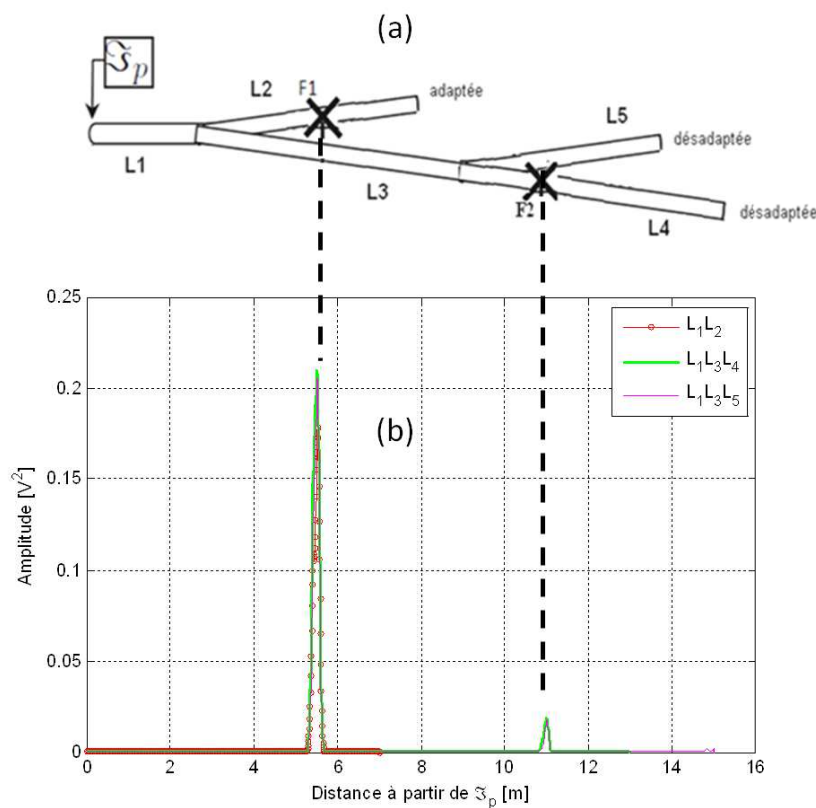 (a)
ℑp
L2
F1
adaptée
L1
L5
désadaptée
L3
F2
L4
désadaptée
0.25
0.2
0.15
0.1
0.05
0
Amplitude [V²]
L₁L₂
L₁L₃L₄
L₁L₃L₅
(b)
0 2 4 6 8 10 12 14 16
Distance à partir de ℑp [m]